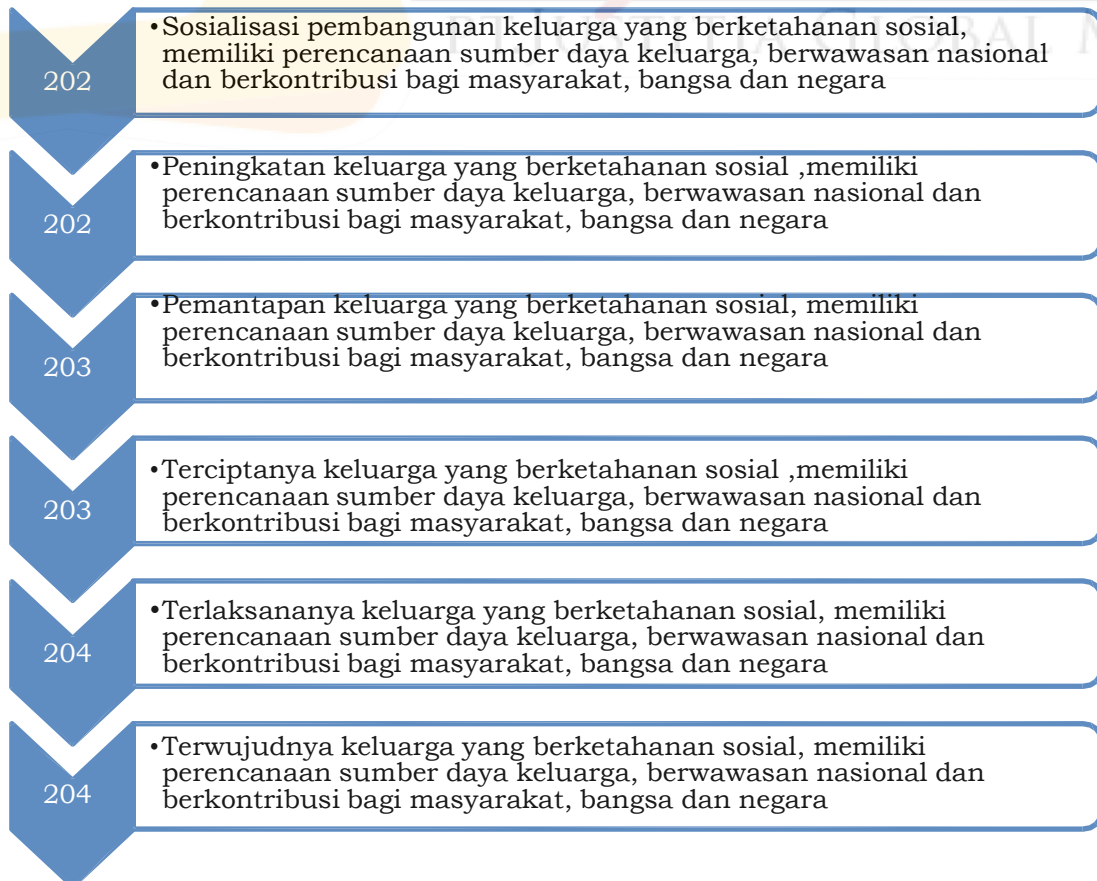 PT JUSTITIA GLOBAL M
202
•Sosialisasi pembangunan keluarga yang berketahanan sosial,
memiliki perencanaan sumber daya keluarga, berwawasan nasional
dan berkontribusi bagi masyarakat, bangsa dan negara
202
•Peningkatan keluarga yang berketahanan sosial ,memiliki
perencanaan sumber daya keluarga, berwawasan nasional dan
berkontribusi bagi masyarakat, bangsa dan negara
203
•Pemantapan keluarga yang berketahanan sosial, memiliki
perencanaan sumber daya keluarga, berwawasan nasional dan
berkontribusi bagi masyarakat, bangsa dan negara
203
•Terciptanya keluarga yang berketahanan sosial ,memiliki
perencanaan sumber daya keluarga, berwawasan nasional dan
berkontribusi bagi masyarakat, bangsa dan negara
204
•Terlaksananya keluarga yang berketahanan sosial, memiliki
perencanaan sumber daya keluarga, berwawasan nasional dan
berkontribusi bagi masyarakat, bangsa dan negara
204
•Terwujudnya keluarga yang berketahanan sosial, memiliki
perencanaan sumber daya keluarga, berwawasan nasional dan
berkontribusi bagi masyarakat, bangsa dan negara